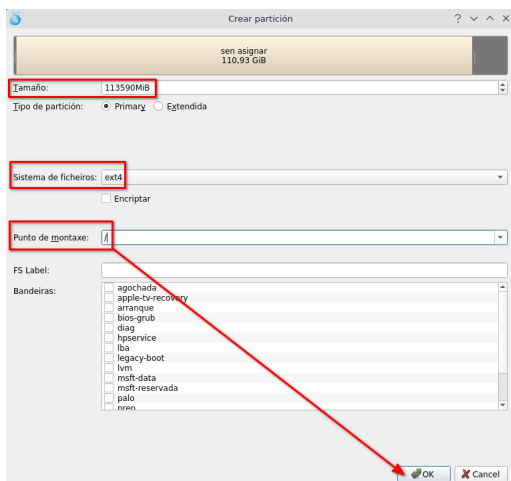 Crear partición
sen asignar
110,93 GiB
Tamaño: 113590MiB
Tipo de partición: Primary Extendida
Sistema de ficheiros: ext4
Encriptar
Punto de montaxe: /
FS Label:
Bandeiras:
agochada
apple-tv-recovery
arranque
bios-grub
diag
hpservice
lba
legacy-boot
lvm
msft-data
msft-reservada
palo
prep
OK Cancel